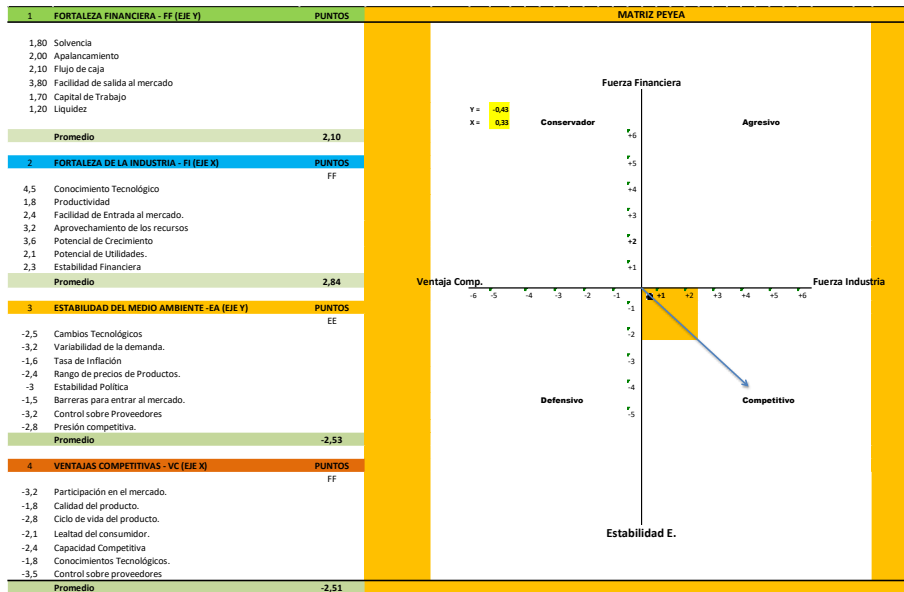 1 FORTALEZA FINANCIERA - FF (EJE Y) PUNTOS
1,80 Solvencia
2,00 Apalancamiento
2,10 Flujo de caja
3,80 Facilidad de salida al mercado
1,70 Capital de Trabajo
1,20 Liquidez
Promedio 2,10
2 FORTALEZA DE LA INDUSTRIA - FI (EJE X) PUNTOS
FF
4,5 Conocimiento Tecnológico
1,8 Productividad
2,4 Facilidad de Entrada al mercado.
3,2 Aprovechamiento de los recursos
3,6 Potencial de Crecimiento
2,1 Potencial de Utilidades.
2,3 Estabilidad Financiera
Promedio 2,84
3 ESTABILIDAD DEL MEDIO AMBIENTE -EA (EJE Y) PUNTOS
EE
-2,5 Cambios Tecnológicos
-3,2 Variabilidad de la demanda.
-1,6 Tasa de Inflación
-2,4 Rango de precios de Productos.
-3 Estabilidad Política
-1,5 Barreras para entrar al mercado.
-3,2 Control sobre Proveedores
-2,8 Presión competitiva.
Promedio -2,53
4 VENTAJAS COMPETITIVAS - VC (EJE X) PUNTOS
FF
-3,2 Participación en el mercado.
-1,8 Calidad del producto.
-2,8 Ciclo de vida del producto.
-2,1 Lealtad del consumidor.
-2,4 Capacidad Competitiva
-1,8 Conocimientos Tecnológicos.
-3,5 Control sobre proveedores
Promedio -2,51
MATRIZ PEYEA
Fuerza Financiera
Y = -0,43
X = 0,33
Conservador Agresivo
+6
+5
+4
+3
+2
+1
Ventaja Comp. Fuerza Industria
-6 -5 -4 -3 -2 -1 +1 +2 +3 +4 +5 +6
-1
-2
-3
-4
-5
Defensivo Competitivo
Estabilidad E.